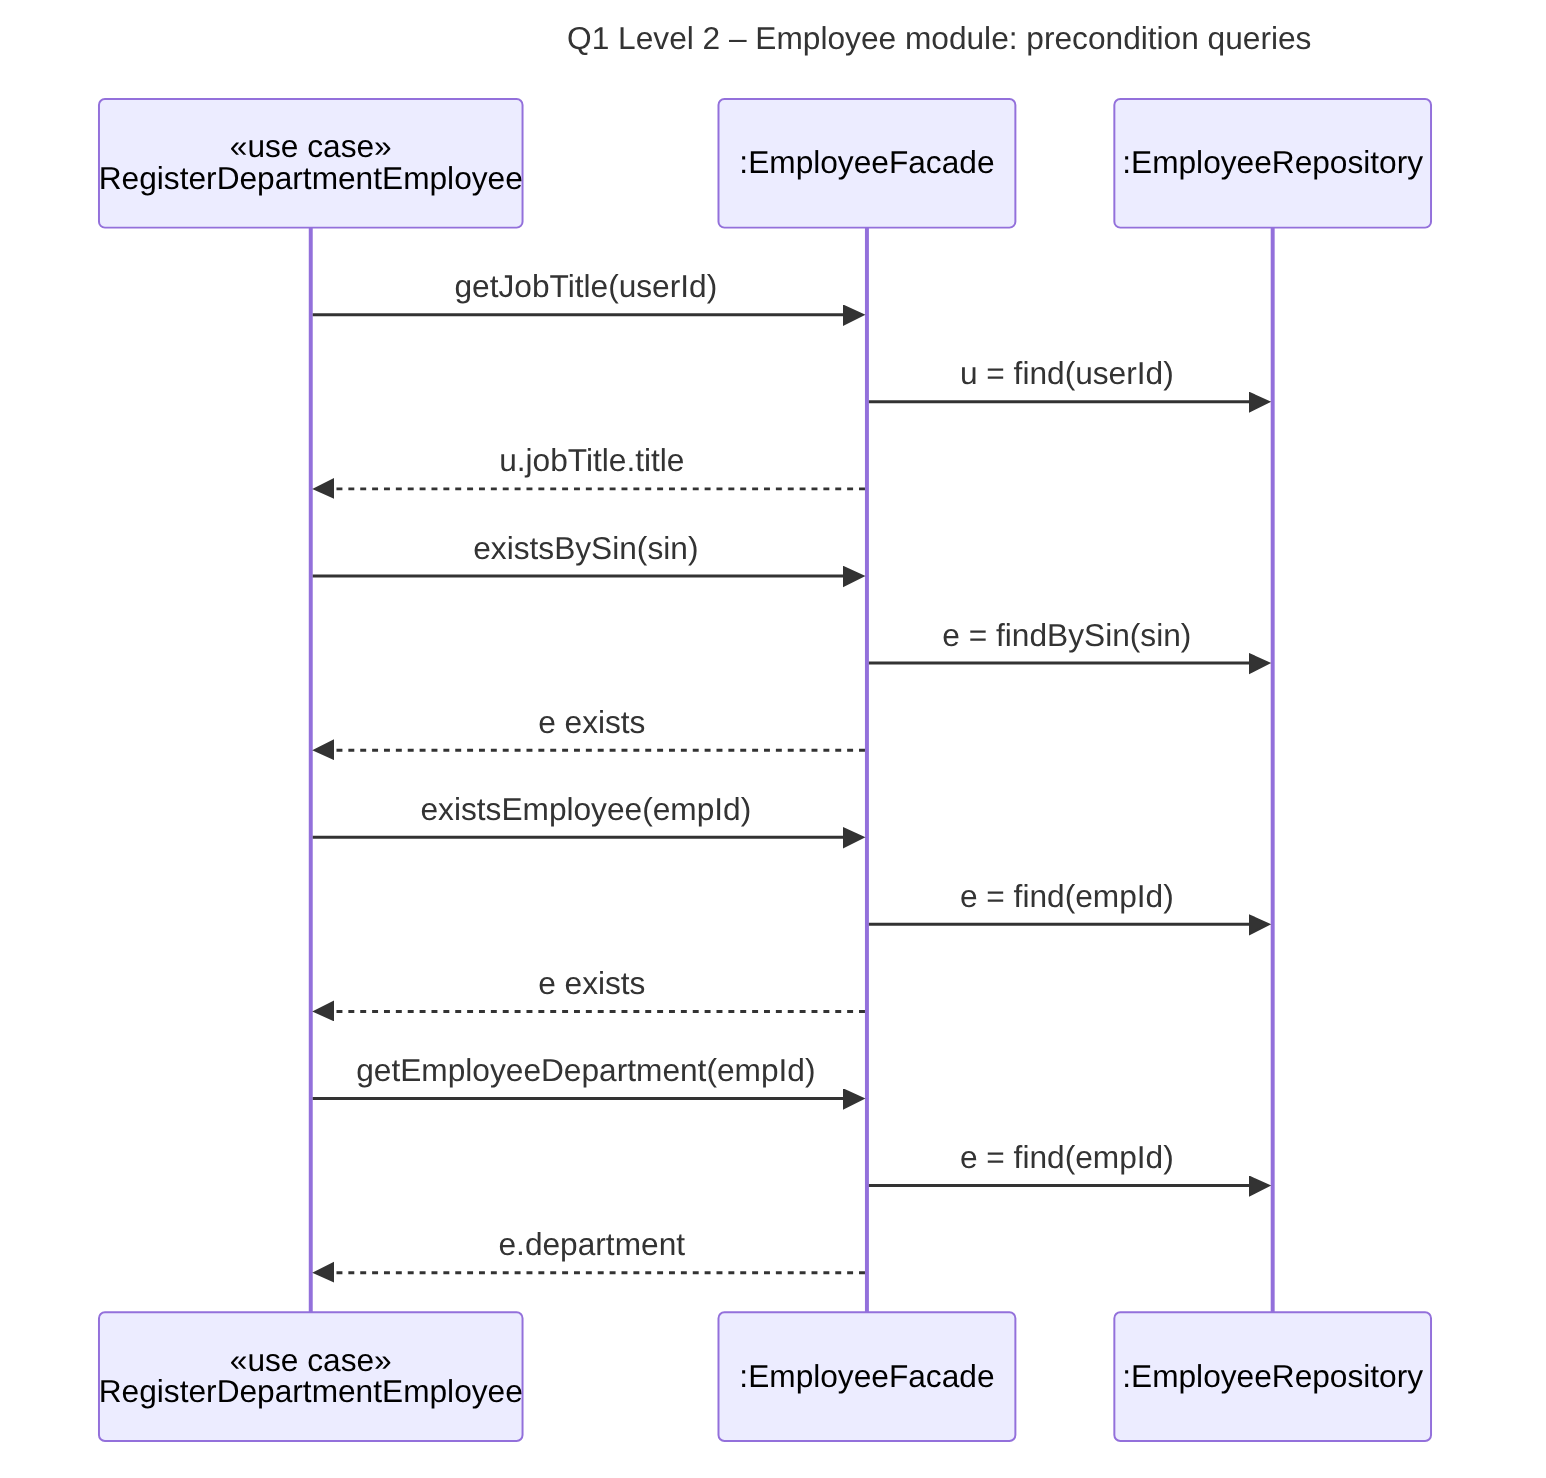 Q1 Level 2 – Employee module: precondition queries
«use case»
RegisterDepartmentEmployee
:EmployeeFacade
:EmployeeRepository
getJobTitle(userId)
u = find(userId)
u.jobTitle.title
existsBySin(sin)
e = findBySin(sin)
e exists
existsEmployee(empId)
e = find(empId)
e exists
getEmployeeDepartment(empId)
e = find(empId)
e.department
«use case»
RegisterDepartmentEmployee
:EmployeeFacade
:EmployeeRepository